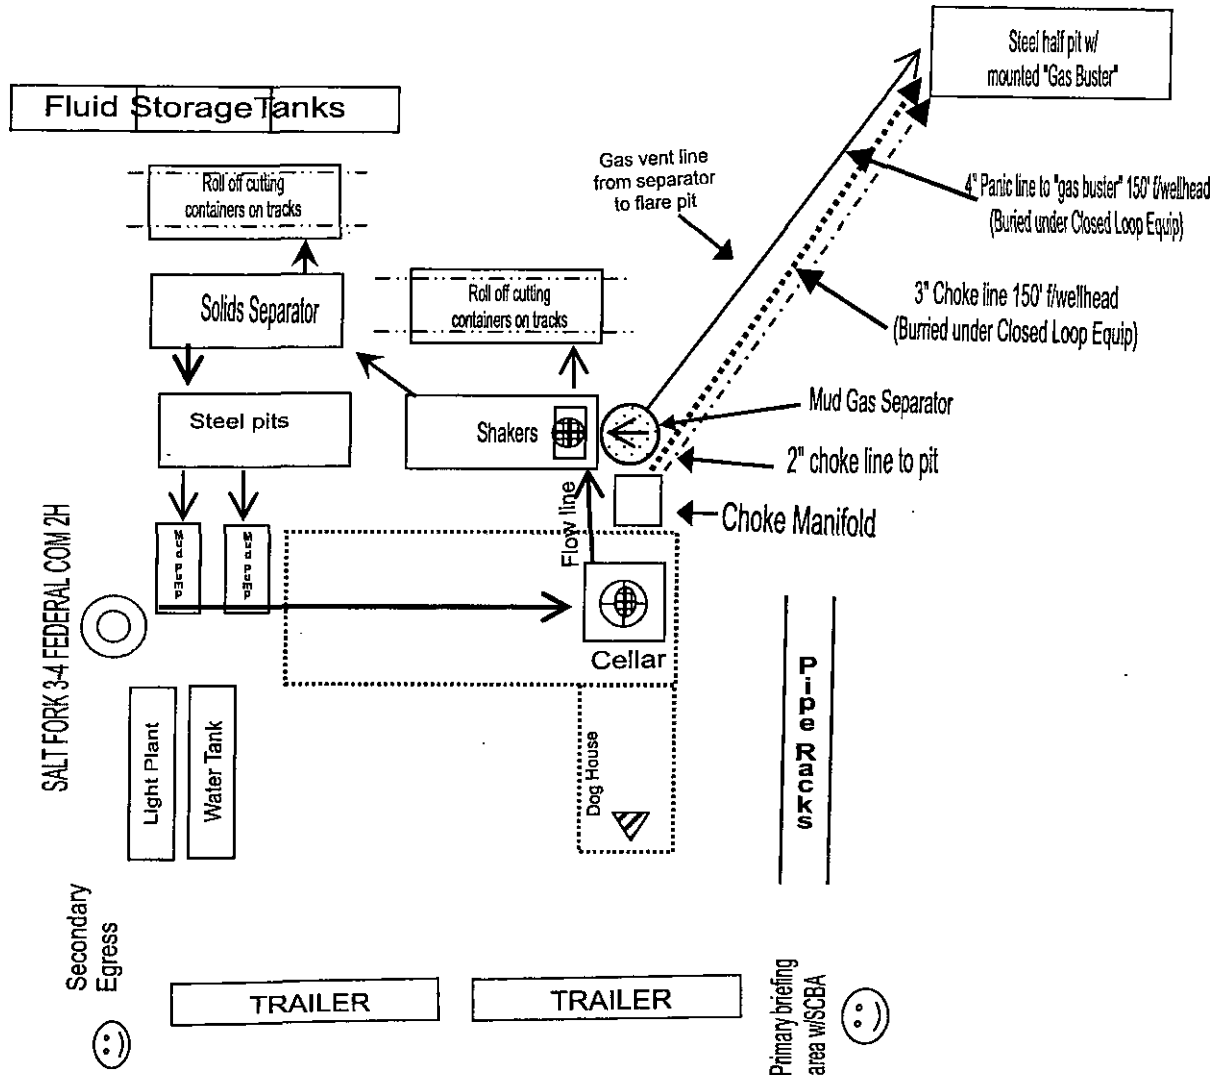 Steel half pit w/
mounted "Gas Buster"
Fluid Storage Tanks
Gas vent line
from separator
to flare pit
Roll off cutting
containers on tracks
4" Panic line to "gas buster" 150' f/wellhead
(Buried under Closed Loop Equip)
Solids Separator
Roll off cutting
containers on tracks
3" Choke line 150' f/wellhead
(Burried under Closed Loop Equip)
Steel pits
Shakers
Mud Gas Separator
2" choke line to pit
Choke Manifold
Flow line
Mud Pump
Mud Pump
SALT FORK 3-4 FEDERAL COM 2H
Cellar
Pipe Racks
Light Plant
Water Tank
Dog House
Secondary
Egress
TRAILER
TRAILER
Primary briefing
area w/SCBA